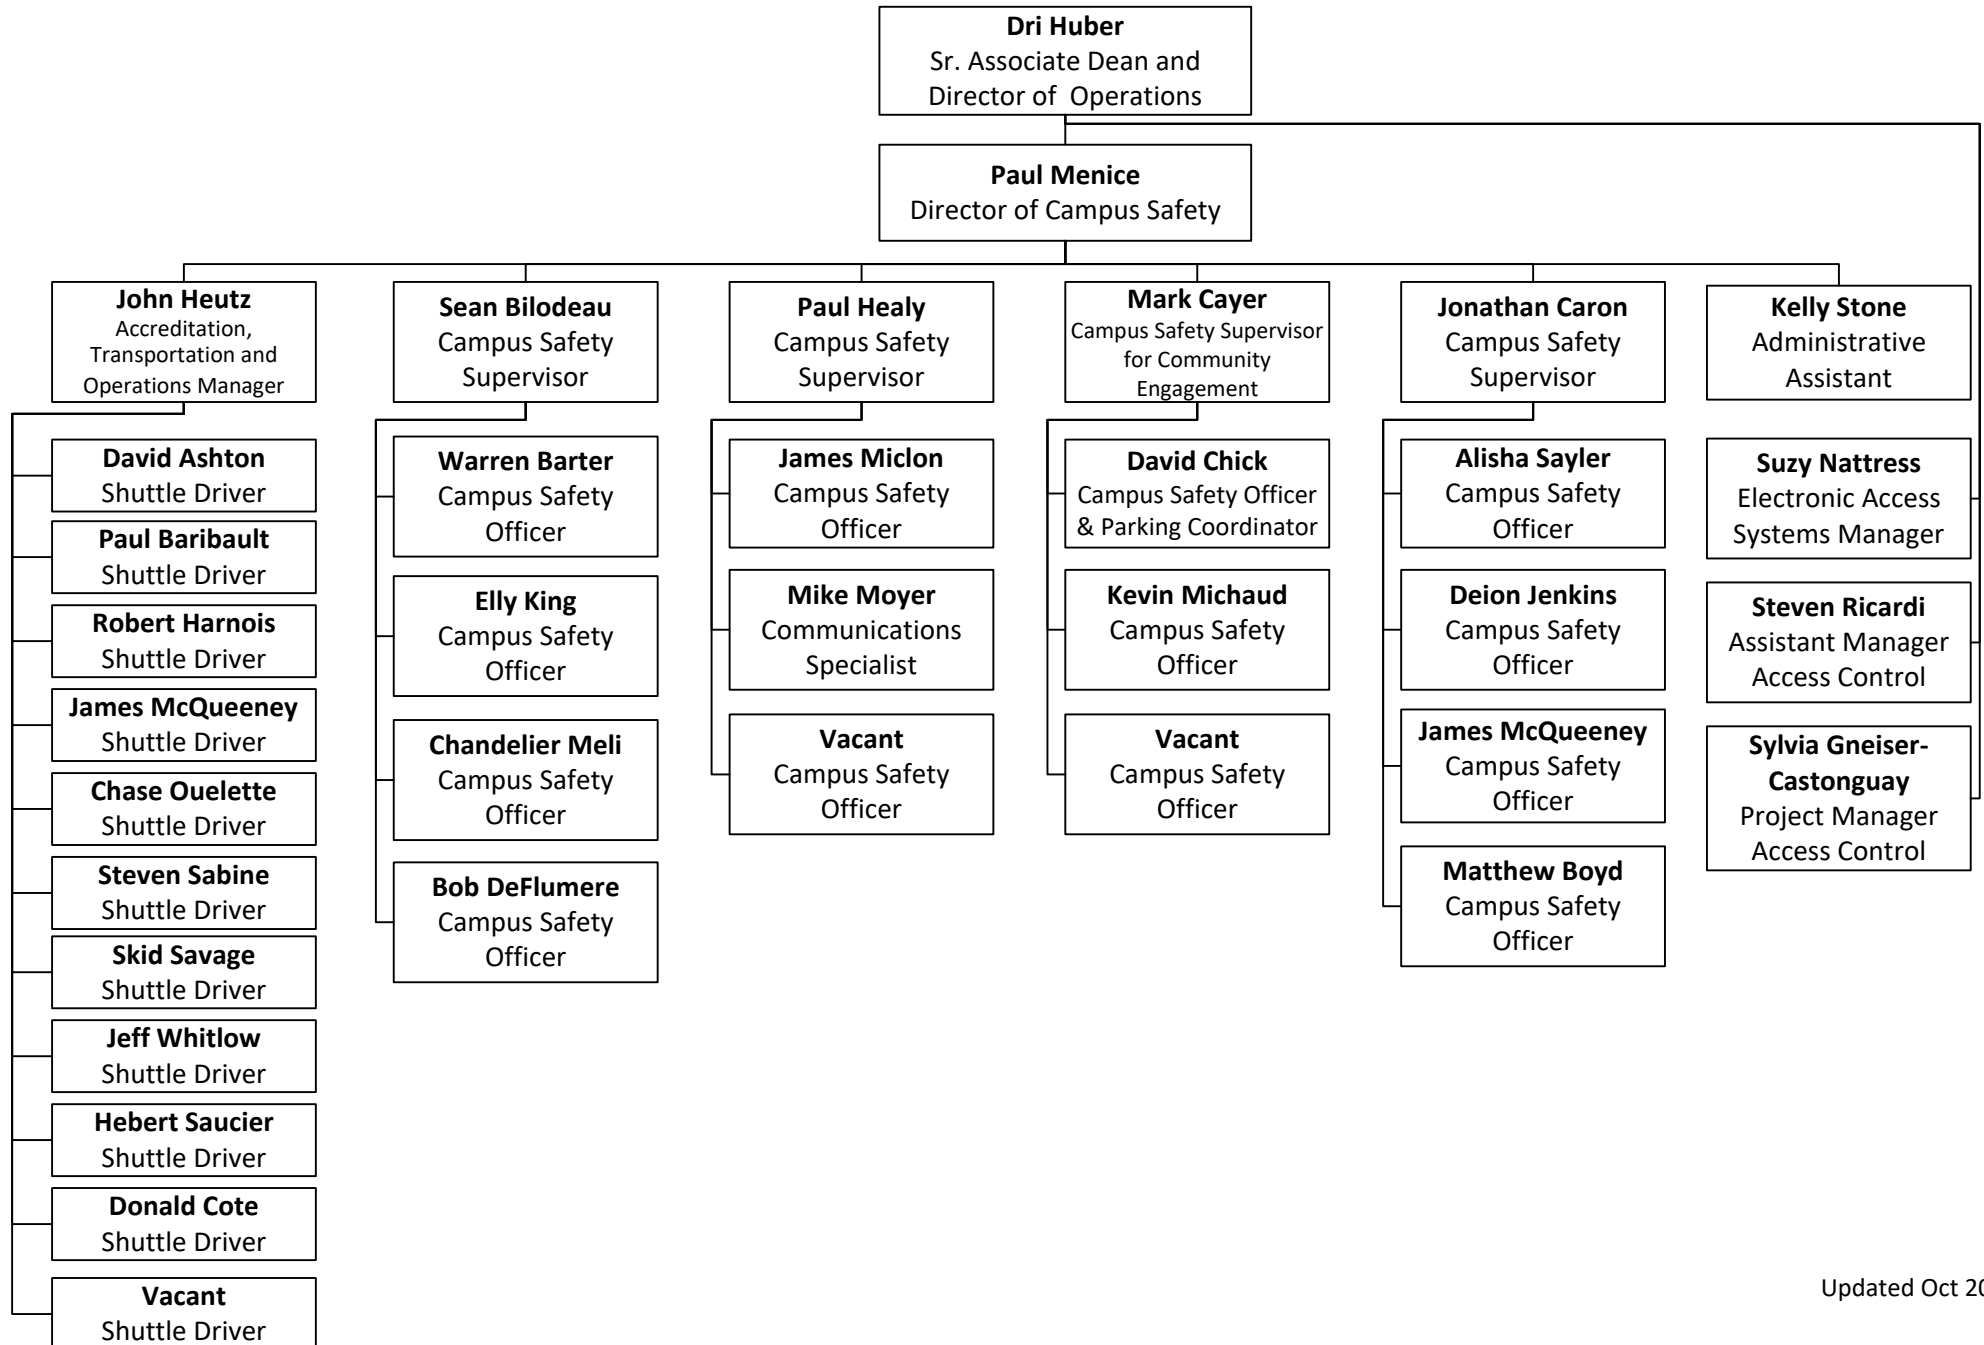 Dri Huber
Sr. Associate Dean and
Director of Operations
Paul Menice
Director of Campus Safety
John Heutz
Accreditation,
Transportation and
Operations Manager
Sean Bilodeau
Campus Safety
Supervisor
Paul Healy
Campus Safety
Supervisor
Mark Cayer
Campus Safety Supervisor
for Community
Engagement
Jonathan Caron
Campus Safety
Supervisor
Kelly Stone
Administrative
Assistant
David Ashton
Shuttle Driver
Paul Baribault
Shuttle Driver
Robert Harnois
Shuttle Driver
James McQueeney
Shuttle Driver
Chase Ouelette
Shuttle Driver
Steven Sabine
Shuttle Driver
Skid Savage
Shuttle Driver
Jeff Whitlow
Shuttle Driver
Hebert Saucier
Shuttle Driver
Donald Cote
Shuttle Driver
Vacant
Shuttle Driver
Warren Barter
Campus Safety
Officer
Elly King
Campus Safety
Officer
Chandelier Meli
Campus Safety
Officer
Bob DeFlumere
Campus Safety
Officer
James Miclon
Campus Safety
Officer
Mike Moyer
Communications
Specialist
Vacant
Campus Safety
Officer
David Chick
Campus Safety Officer
& Parking Coordinator
Kevin Michaud
Campus Safety
Officer
Vacant
Campus Safety
Officer
Alisha Sayler
Campus Safety
Officer
Deion Jenkins
Campus Safety
Officer
James McQueeney
Campus Safety
Officer
Matthew Boyd
Campus Safety
Officer
Suzy Nattress
Electronic Access
Systems Manager
Steven Ricardi
Assistant Manager
Access Control
Sylvia Gneiser-
Castonguay
Project Manager
Access Control
Updated Oct